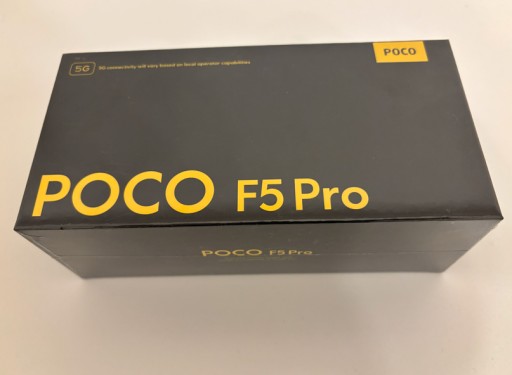 POCO
5G 5G connectivity will vary based on local operator capabilities
POCO F5 Pro
POCO F5 Pro